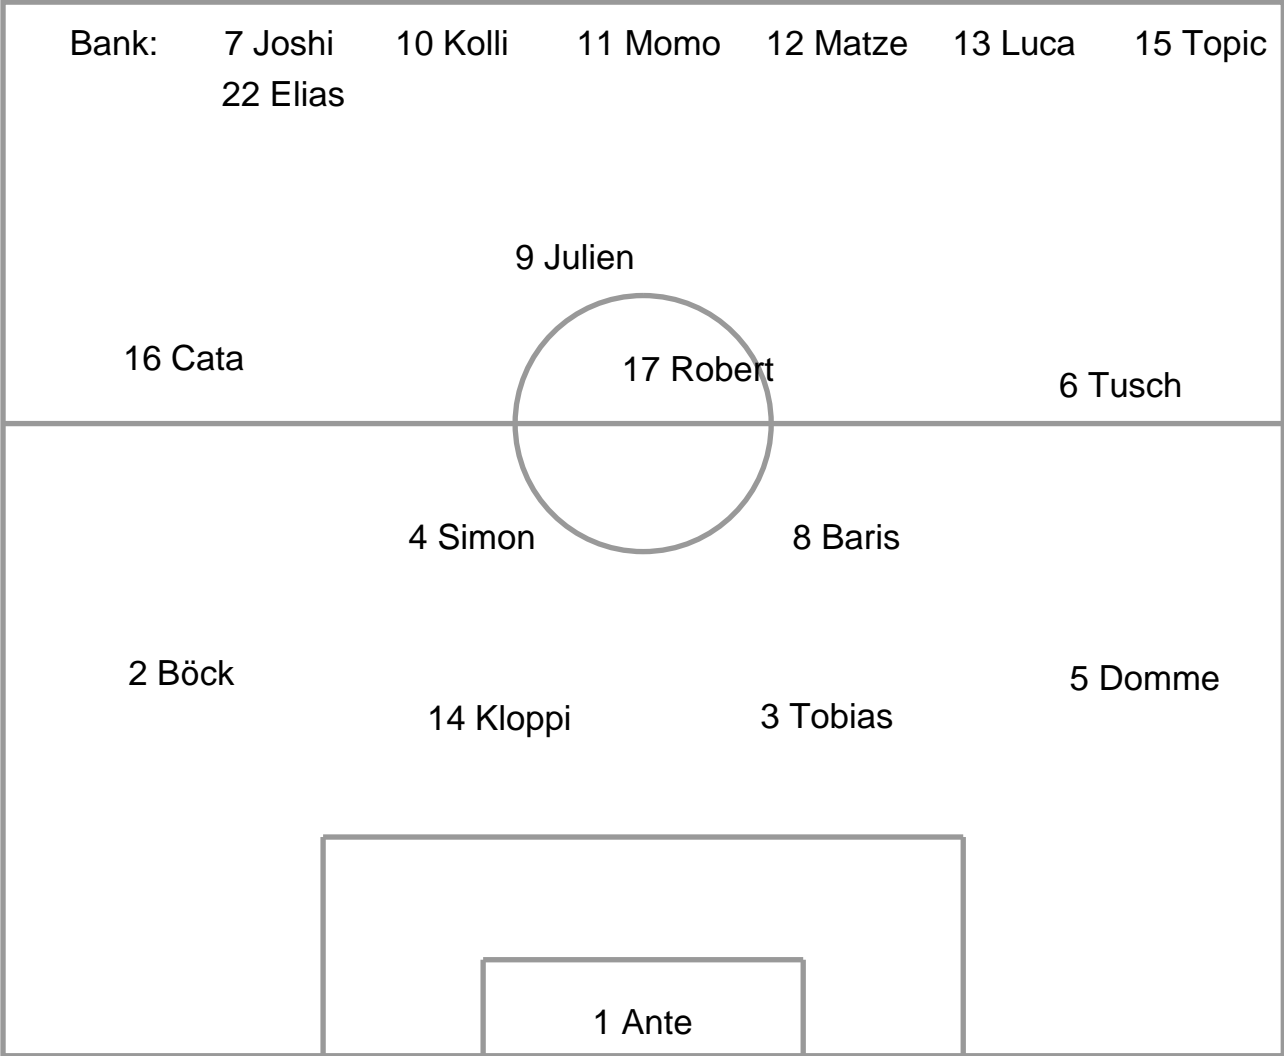 Bank: 7 Joshi 10 Kolli 11 Momo 12 Matze 13 Luca 15 Topic
22 Elias
9 Julien
16 Cata
17 Robert
6 Tusch
4 Simon
8 Baris
2 Böck
5 Domme
14 Kloppi
3 Tobias
1 Ante